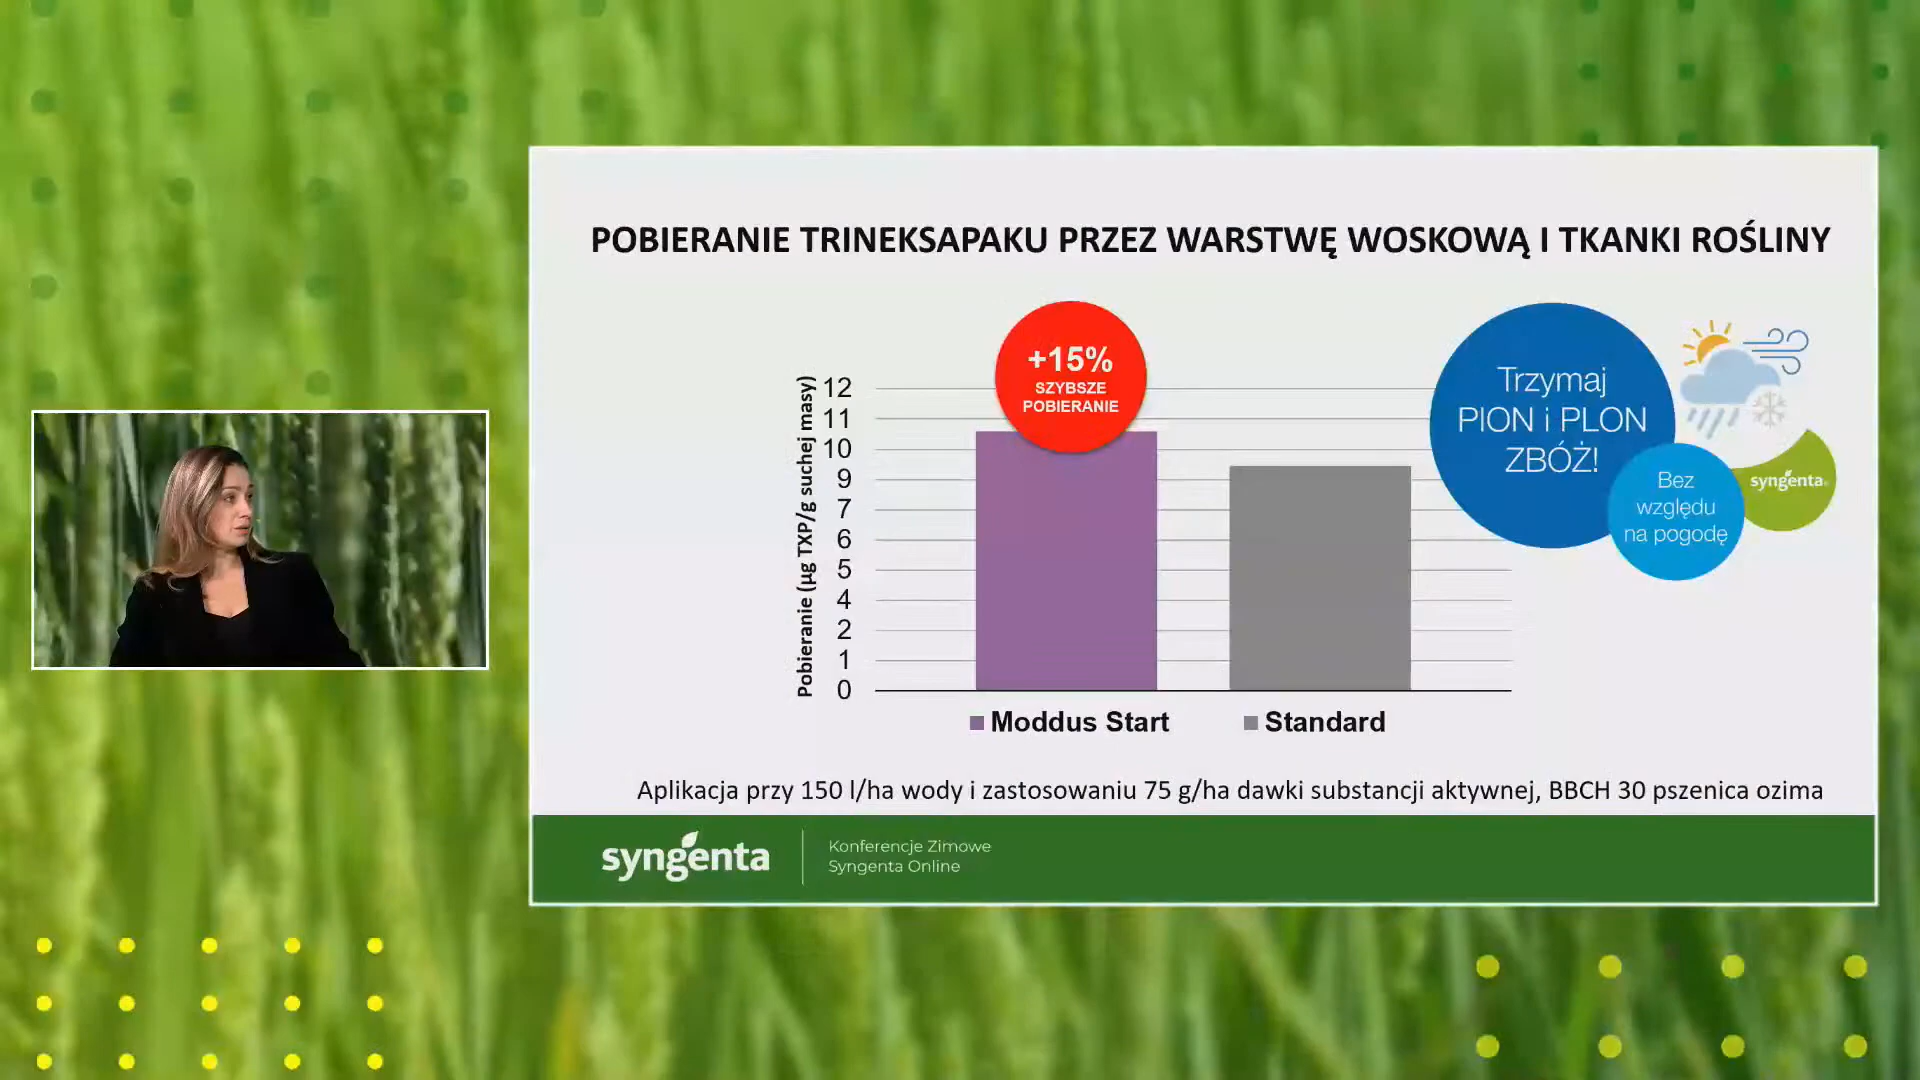 POBIERANIE TRINEKSAPAKU PRZEZ WARSTWĘ WOSKOWĄ I TKANKI ROŚLINY
+15%
SZYBSZE
POBIERANIE
Trzymaj
PION i PLON
ZBÓŻ!
Bez
względu
na pogodę
syngenta
Pobieranie (µg TXP/g suchej masy)
12
11
10
9
7
6
5
4
2
1
0
Moddus Start
Standard
Aplikacja przy 150 l/ha wody i zastosowaniu 75 g/ha dawki substancji aktywnej, BBCH 30 pszenica ozima
syngenta
Konferencje Zimowe
Syngenta Online